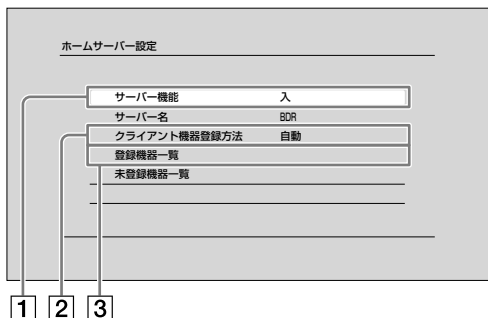 ホームサーバー設定
サーバー機能 入
サーバー名 BDR
クライアント機器登録方法 自動
登録機器一覧
未登録機器一覧
1 2 3